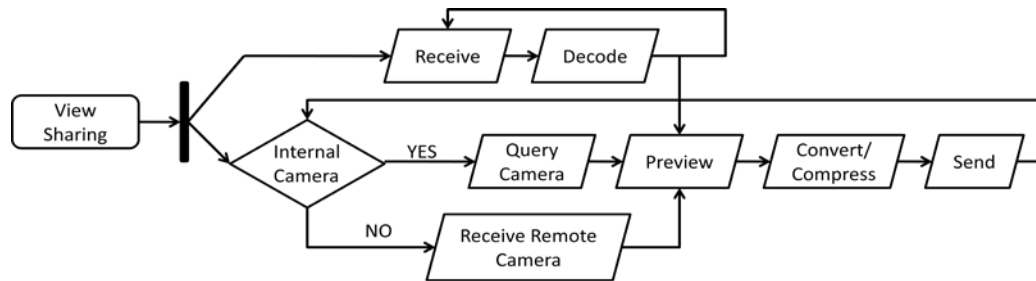 Receive
Decode
View
Sharing
Internal
Camera
YES
Query
Camera
Preview
Convert/
Compress
Send
NO
Receive Remote
Camera